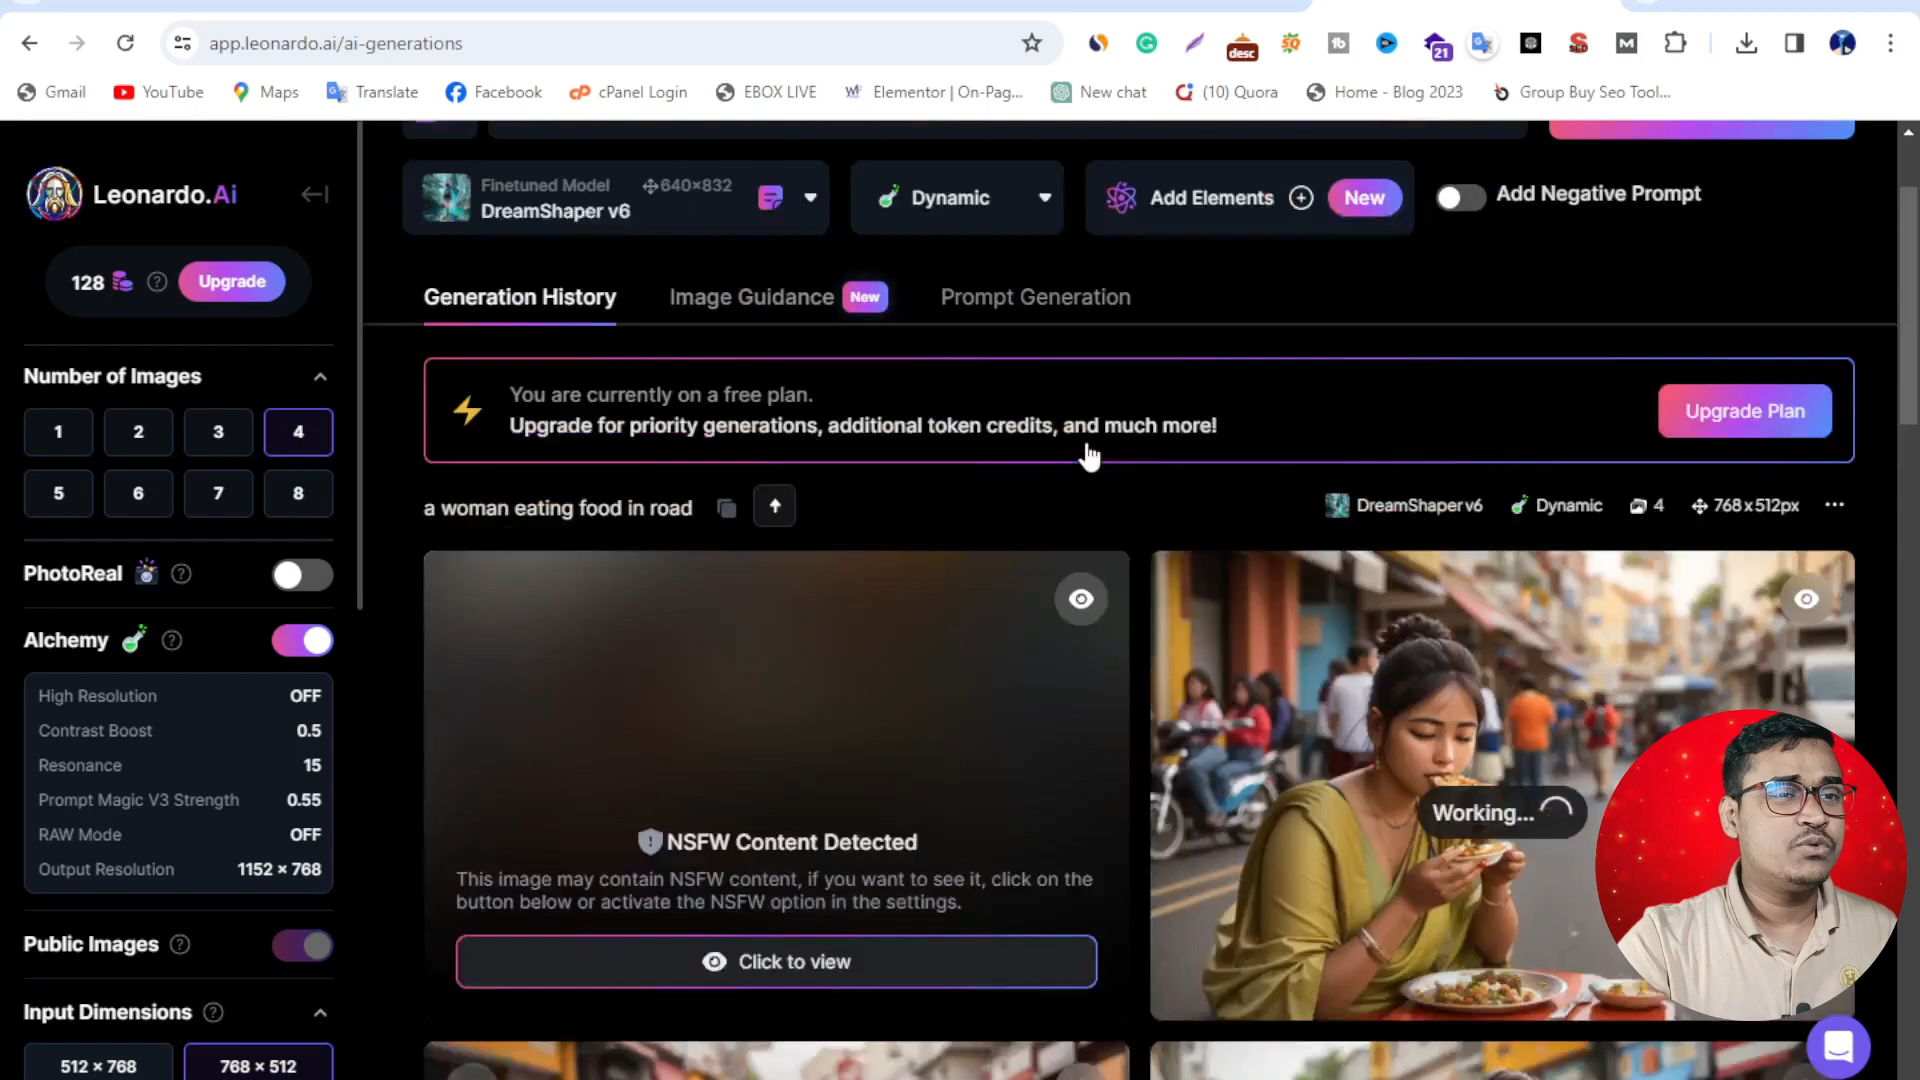 app.leonardo.ai/ai-generations
desc
21
Gmail YouTube Maps Translate Facebook cPanel Login EBOX LIVE Elementor | On-Pag... New chat (10) Quora Home - Blog 2023 Group Buy Seo Tool...
Leonardo.Ai
128 Upgrade
Number of Images
1 2 3 4
5 6 7 8
PhotoReal
Alchemy
High Resolution OFF
Contrast Boost 0.5
Resonance 15
Prompt Magic V3 Strength 0.55
RAW Mode OFF
Output Resolution 1152 × 768
Public Images
Input Dimensions
512 × 768 768 × 512
Finetuned Model 640×832
DreamShaper v6
Dynamic
Add Elements New
Add Negative Prompt
Generation History Image Guidance New Prompt Generation
You are currently on a free plan.
Upgrade for priority generations, additional token credits, and much more!
Upgrade Plan
a woman eating food in road
DreamShaper v6 Dynamic 4 768 x 512px
NSFW Content Detected
This image may contain NSFW content, if you want to see it, click on the
button below or activate the NSFW option in the settings.
Click to view
Working...